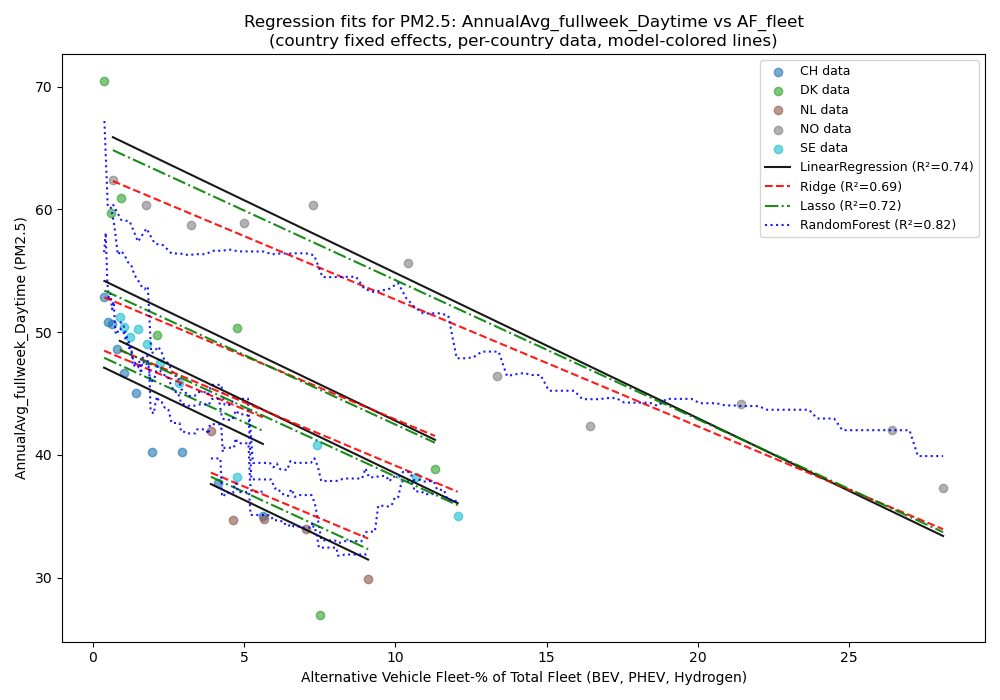 Regression fits for PM2.5: AnnualAvg_fullweek_Daytime vs AF_fleet
(country fixed effects, per-country data, model-colored lines)
AnnualAvg_fullweek_Daytime (PM2.5)
70
60
50
40
30
CH data
DK data
NL data
NO data
SE data
LinearRegression (R²=0.74)
Ridge (R²=0.69)
Lasso (R²=0.72)
RandomForest (R²=0.82)
0 5 10 15 20 25
Alternative Vehicle Fleet-% of Total Fleet (BEV, PHEV, Hydrogen)